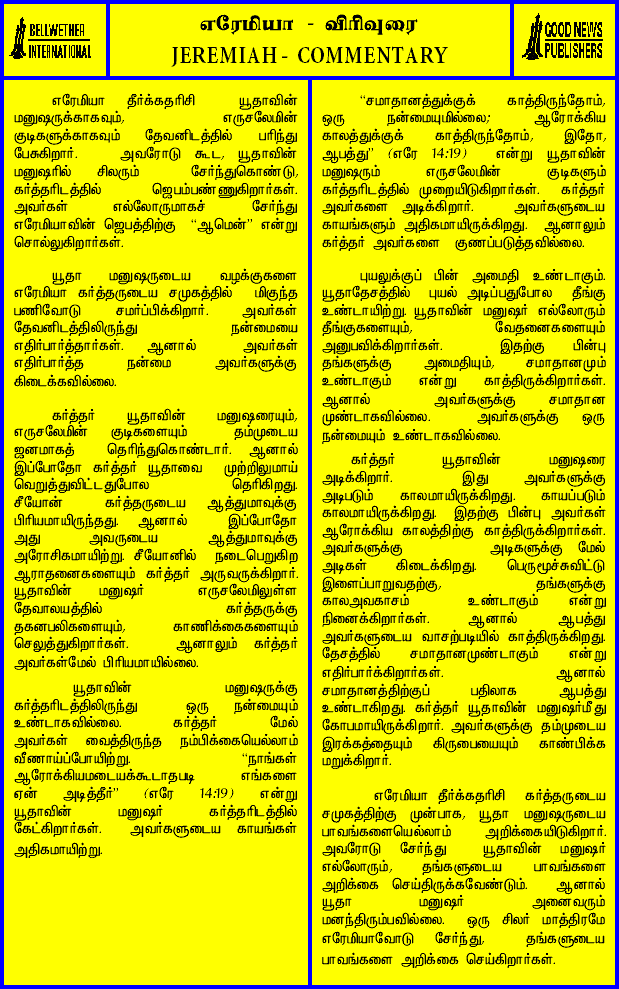 BELLWETHER
INTERNATIONAL
எரேமியா - விரிவுரை
JEREMIAH - COMMENTARY
GOOD NEWS
PUBLISHERS
எரேமியா தீர்க்கதரிசி யூதாவின்
மனுஷருக்காகவும், எருசலேமின்
குடிகளுக்காகவும் தேவனிடத்தில் பரிந்து
பேசுகிறார். அவரோடு கூட, யூதாவின்
மனுஷரில் சிலரும் சேர்ந்துகொண்டு,
கர்த்தரிடத்தில் ஜெபம்பண்ணுகிறார்கள்.
அவர்கள் எல்லோருமாகச் சேர்ந்து
எரேமியாவின் ஜெபத்திற்கு “ஆமென்” என்று
சொல்லுகிறார்கள்.
யூதா மனுஷருடைய வழக்குகளை
எரேமியா கர்த்தருடைய சமுகத்தில் மிகுந்த
பணிவோடு சமர்ப்பிக்கிறார். அவர்கள்
தேவனிடத்திலிருந்து நன்மையை
எதிர்பார்த்தார்கள். ஆனால் அவர்கள்
எதிர்பார்த்த நன்மை அவர்களுக்கு
கிடைக்கவில்லை.
கர்த்தர் யூதாவின் மனுஷரையும்,
எருசலேமின் குடிகளையும் தம்முடைய
ஜனமாகத் தெரிந்துகொண்டார். ஆனால்
இப்போதோ கர்த்தர் யூதாவை முற்றிலுமாய்
வெறுத்துவிட்டதுபோல தெரிகிறது.
சீயோன் கர்த்தருடைய ஆத்துமாவுக்கு
பிரியமாயிருந்தது. ஆனால் இப்போதோ
அது அவருடைய ஆத்துமாவுக்கு
அரோசிகமாயிற்று. சீயோனில் நடைபெறுகிற
ஆராதனைகளையும் கர்த்தர் அருவருக்கிறார்.
யூதாவின் மனுஷர் எருசலேமிலுள்ள
தேவாலயத்தில் கர்த்தருக்கு
தகனபலிகளையும், காணிக்கைகளையும்
செலுத்துகிறார்கள். ஆனாலும் கர்த்தர்
அவர்கள்மேல் பிரியமாயில்லை.
யூதாவின் மனுஷருக்கு
கர்த்தரிடத்திலிருந்து ஒரு நன்மையும்
உண்டாகவில்லை. கர்த்தர் மேல்
அவர்கள் வைத்திருந்த நம்பிக்கையெல்லாம்
வீணாய்ப்போயிற்று. “நாங்கள்
ஆரோக்கியமடையக்கூடாதபடி எங்களை
ஏன் அடித்தீர்” (எரே 14:19) என்று
யூதாவின் மனுஷர் கர்த்தரிடத்தில்
கேட்கிறார்கள். அவர்களுடைய காயங்கள்
அதிகமாயிற்று.
“சமாதானத்துக்குக் காத்திருந்தோம்,
ஒரு நன்மையுமில்லை; ஆரோக்கிய
காலத்துக்குக் காத்திருந்தோம், இதோ,
ஆபத்து” (எரே 14:19) என்று யூதாவின்
மனுஷரும் எருசலேமின் குடிகளும்
கர்த்தரிடத்தில் முறையிடுகிறார்கள். கர்த்தர்
அவர்களை அடிக்கிறார். அவர்களுடைய
காயங்களும் அதிகமாயிருக்கிறது. ஆனாலும்
கர்த்தர் அவர்களை குணப்படுத்தவில்லை.
புயலுக்குப் பின் அமைதி உண்டாகும்.
யூதாதேசத்தில் புயல் அடிப்பதுபோல தீங்கு
உண்டாயிற்று. யூதாவின் மனுஷர் எல்லோரும்
தீங்குகளையும், வேதனைகளையும்
அனுபவிக்கிறார்கள். இதற்கு பின்பு
தங்களுக்கு அமைதியும், சமாதானமும்
உண்டாகும் என்று காத்திருக்கிறார்கள்.
ஆனால் அவர்களுக்கு சமாதான
முண்டாகவில்லை. அவர்களுக்கு ஒரு
நன்மையும் உண்டாகவில்லை.
கர்த்தர் யூதாவின் மனுஷரை
அடிக்கிறார். இது அவர்களுக்கு
அடிபடும் காலமாயிருக்கிறது. காயப்படும்
காலமாயிருக்கிறது. இதற்கு பின்பு அவர்கள்
ஆரோக்கிய காலத்திற்கு காத்திருக்கிறார்கள்.
அவர்களுக்கு அடிகளுக்கு மேல்
அடிகள் கிடைக்கிறது. பெருமூச்சுவிட்டு
இளைப்பாறுவதற்கு, தங்களுக்கு
காலஅவகாசம் உண்டாகும் என்று
நினைக்கிறார்கள். ஆனால் ஆபத்து
அவர்களுடைய வாசற்படியில் காத்திருக்கிறது.
தேசத்தில் சமாதானமுண்டாகும் என்று
எதிர்பார்க்கிறார்கள். ஆனால்
சமாதானத்திற்குப் பதிலாக ஆபத்து
உண்டாகிறது. கர்த்தர் யூதாவின் மனுஷர்மீது
கோபமாயிருக்கிறார். அவர்களுக்கு தம்முடைய
இரக்கத்தையும் கிருபையையும் காண்பிக்க
மறுக்கிறார்.
எரேமியா தீர்க்கதரிசி கர்த்தருடைய
சமுகத்திற்கு முன்பாக, யூதா மனுஷருடைய
பாவங்களையெல்லாம் அறிக்கையிடுகிறார்.
அவரோடு சேர்ந்து யூதாவின் மனுஷர்
எல்லோரும், தங்களுடைய பாவங்களை
அறிக்கை செய்திருக்கவேண்டும். ஆனால்
யூதா மனுஷர் அனைவரும்
மனந்திரும்பவில்லை. ஒரு சிலர் மாத்திரமே
எரேமியாவோடு சேர்ந்து, தங்களுடைய
பாவங்களை அறிக்கை செய்கிறார்கள்.